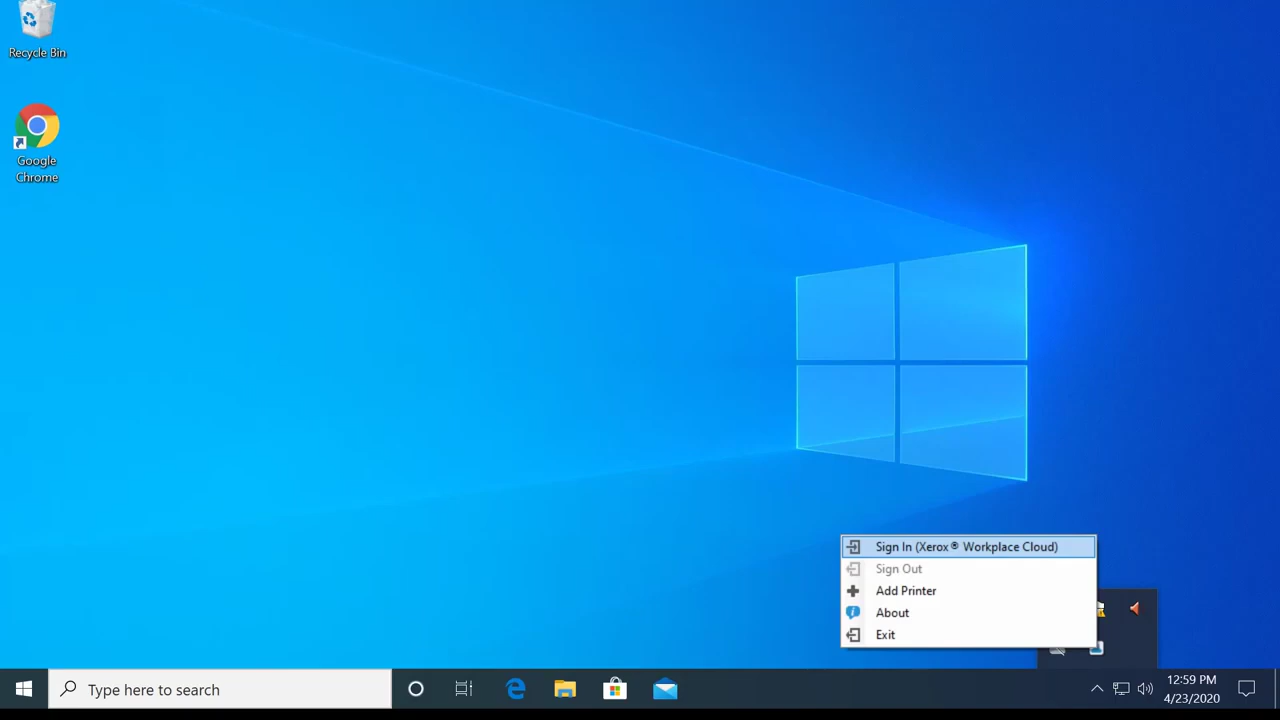 Recycle Bin
Google
Chrome
Sign In (Xerox® Workplace Cloud)
Sign Out
Add Printer
About
Exit
Type here to search
12:59 PM
4/23/2020